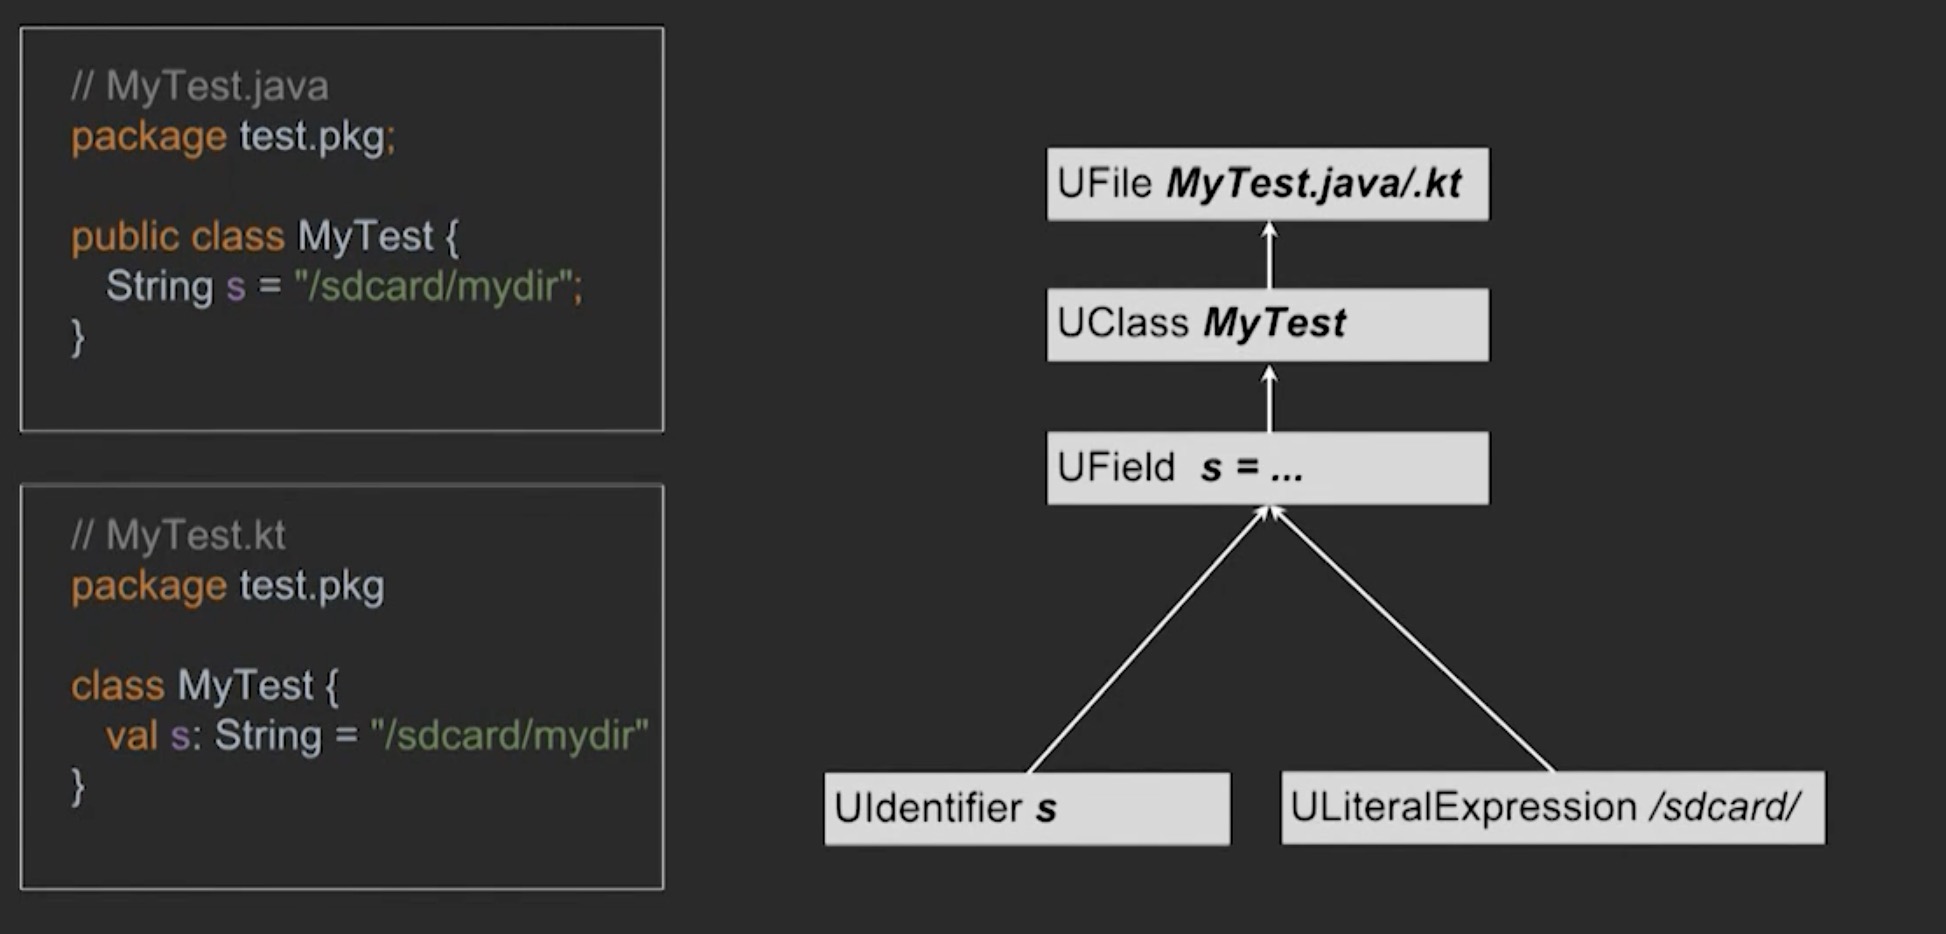 // MyTest.java
package test.pkg;
public class MyTest {
String s = "/sdcard/mydir";
}
// MyTest.kt
package test.pkg
class MyTest {
val s: String = "/sdcard/mydir"
}
UFile MyTest.java/.kt
UClass MyTest
UField s = ...
UIdentifier s
ULiteralExpression /sdcard/